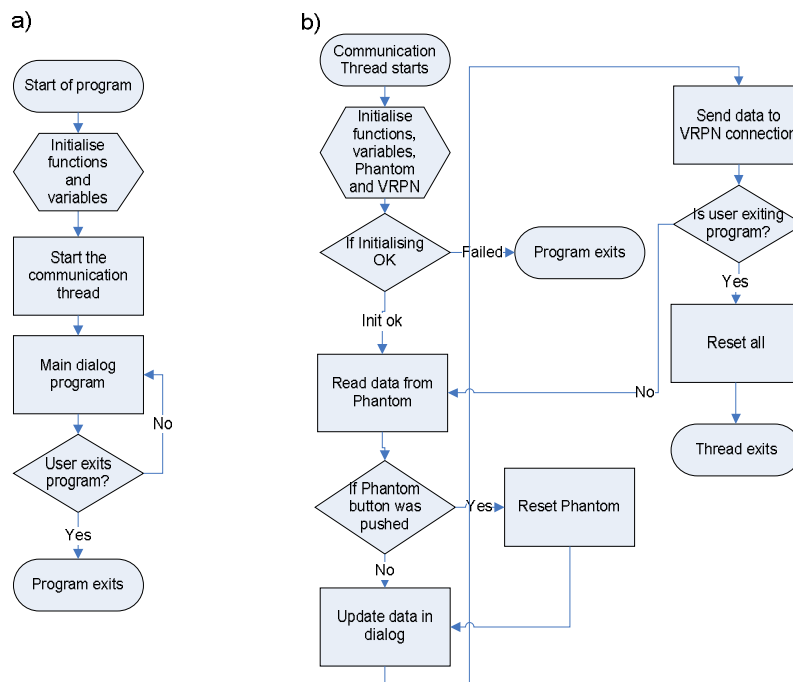 a)
Start of program
Initialise
functions
and
variables
Start the
communication
thread
Main dialog
program
No
User exits
program?
Yes
Program exits
b)
Communication
Thread starts
Initialise
functions,
variables,
Phantom
and VRPN
If Initialising
OK
Failed
Program exits
Init ok
Read data from
Phantom
No
If Phantom
button was
pushed
Yes
Reset Phantom
No
Update data in
dialog
Send data to
VRPN connection
Is user exiting
program?
Yes
Reset all
Thread exits